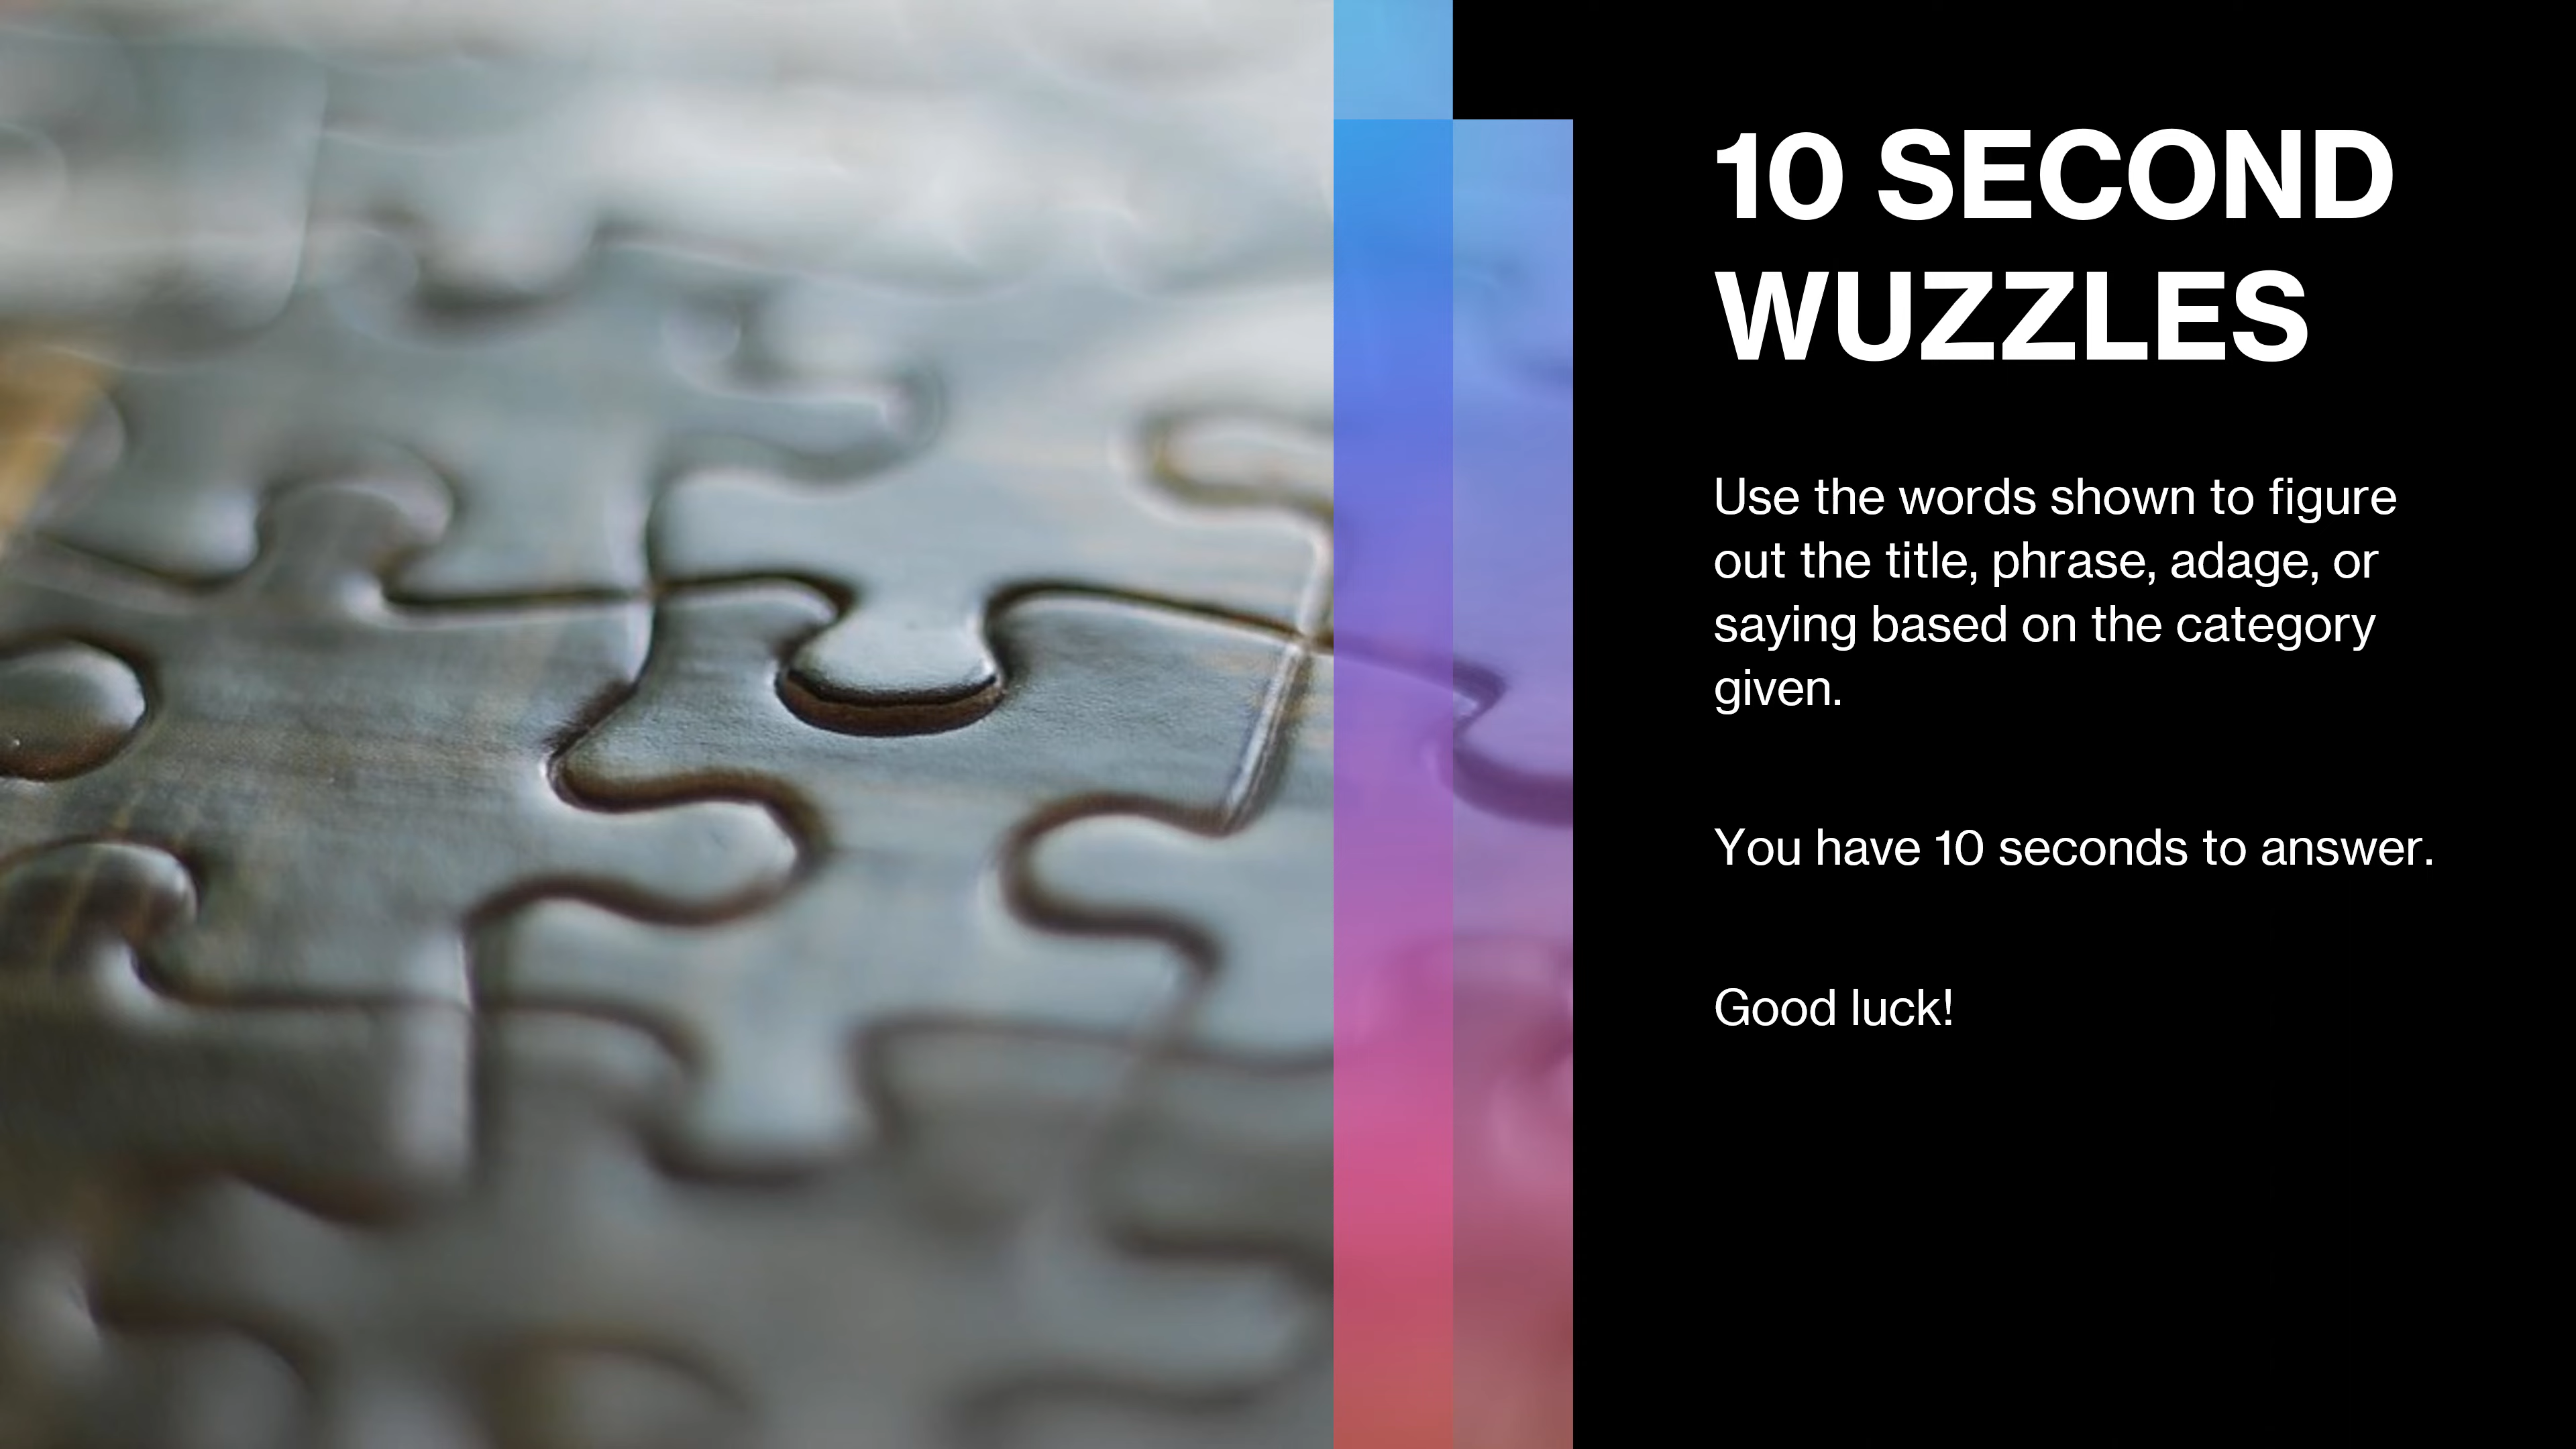 10 SECOND
WUZZLES
Use the words shown to figure
out the title, phrase, adage, or
saying based on the category
given.
You have 10 seconds to answer.
Good luck!